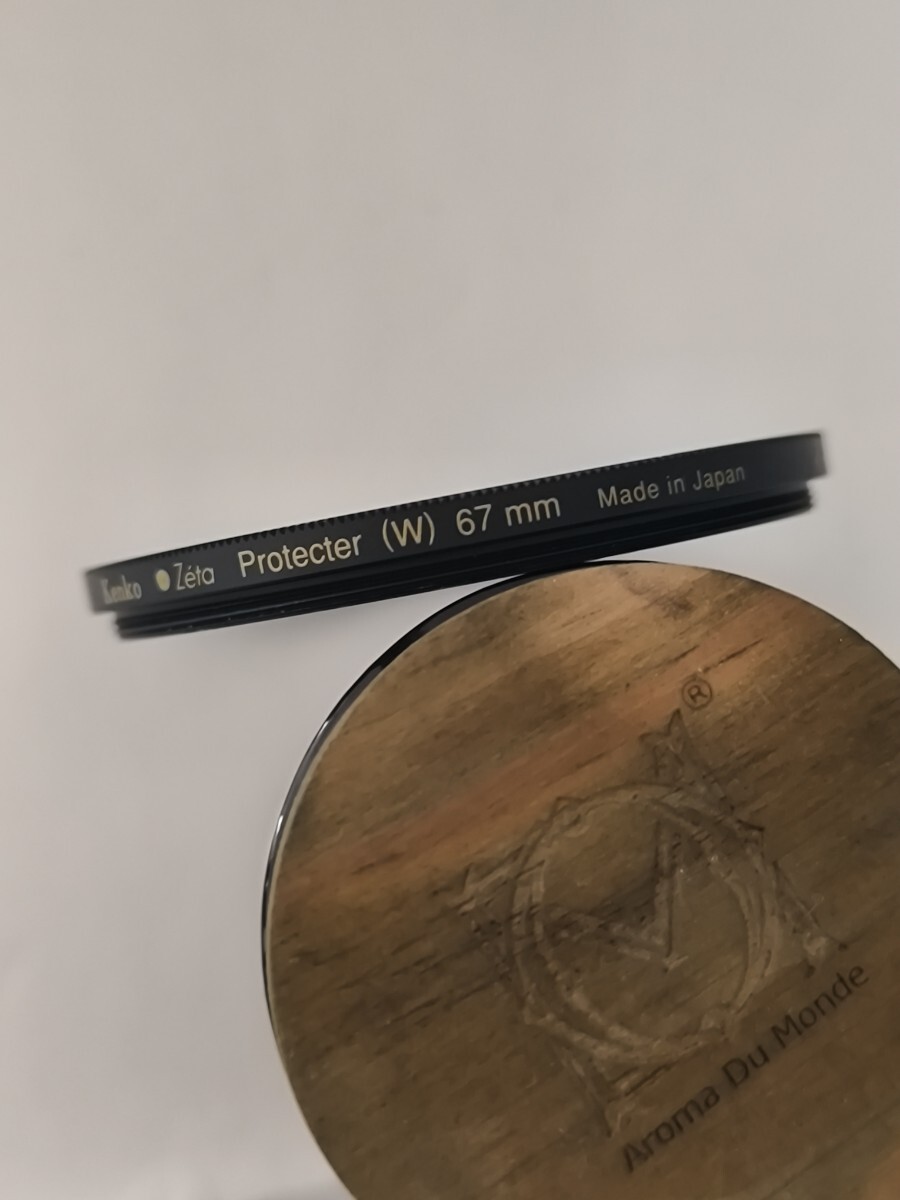 Kenko Zéta Protecter (W) 67 mm Made in Japan
®
Aroma Du Monde